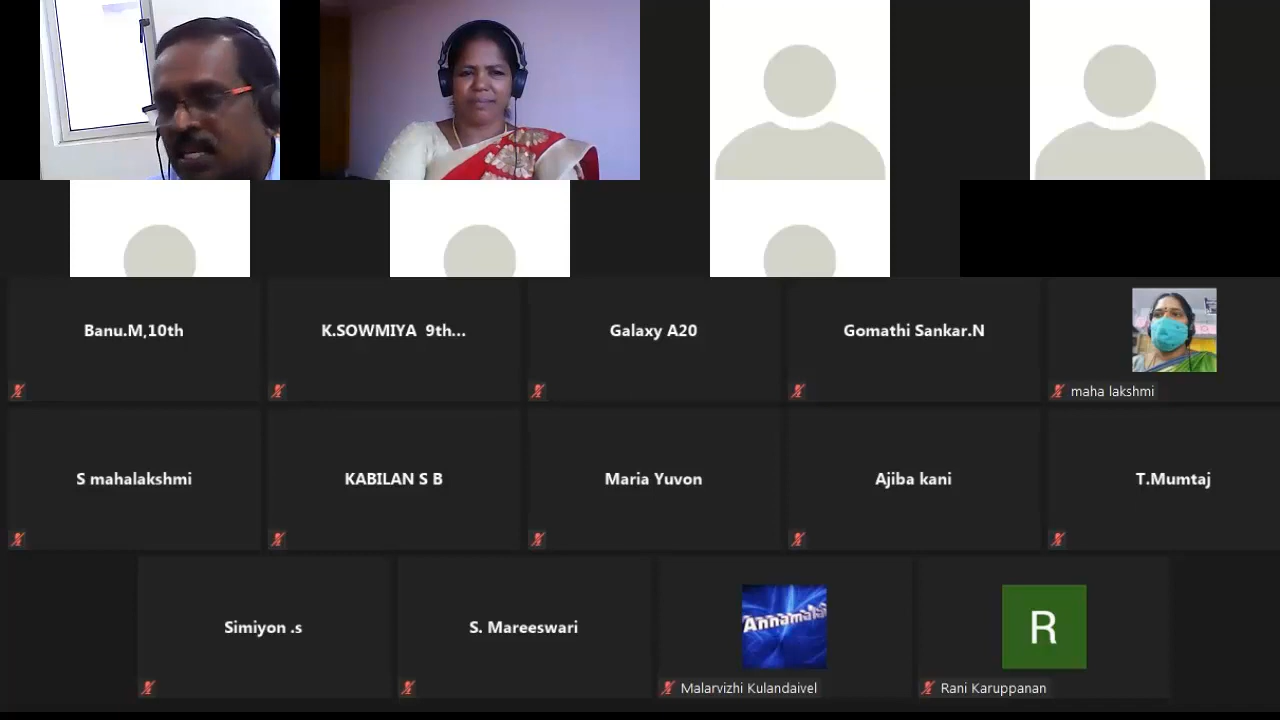 Banu.M,10th
K.SOWMIYA 9th...
Galaxy A20
Gomathi Sankar.N
maha lakshmi
S mahalakshmi
KABILAN S B
Maria Yuvon
Ajiba kani
T.Mumtaj
Simiyon .s
S. Mareeswari
Malarvizhi Kulandaivel
R
Rani Karuppanan